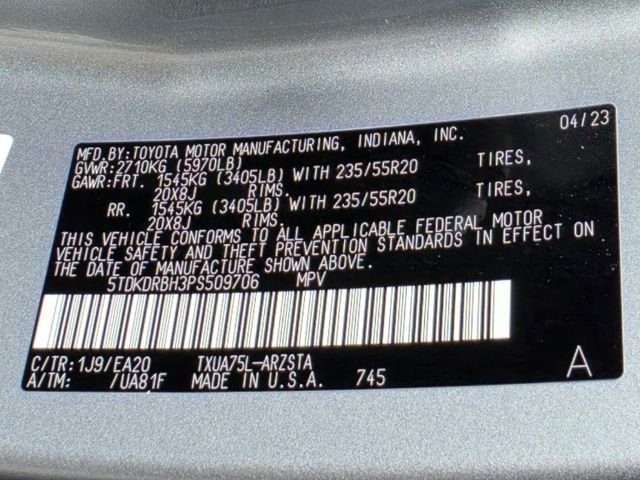 04/23
MFD.BY:TOYOTA MOTOR MANUFACTURING, INDIANA, INC.
GVWR:2710KG (5970LB)
GAWR:FRT. 1545KG (3405LB) WITH 235/55R20 TIRES,
20X8J RIMS.
RR. 1545KG (3405LB) WITH 235/55R20 TIRES,
20X8J RIMS.
THIS VEHICLE CONFORMS TO ALL APPLICABLE FEDERAL MOTOR
VEHICLE SAFETY AND THEFT PREVENTION STANDARDS IN EFFECT ON
THE DATE OF MANUFACTURE SHOWN ABOVE.
5TDKDRBH3PS509706 MPV
C/TR:1J9/EA20 TXUA75L-ARZSTA
A/TM: /UA81F MADE IN U.S.A. 745 A